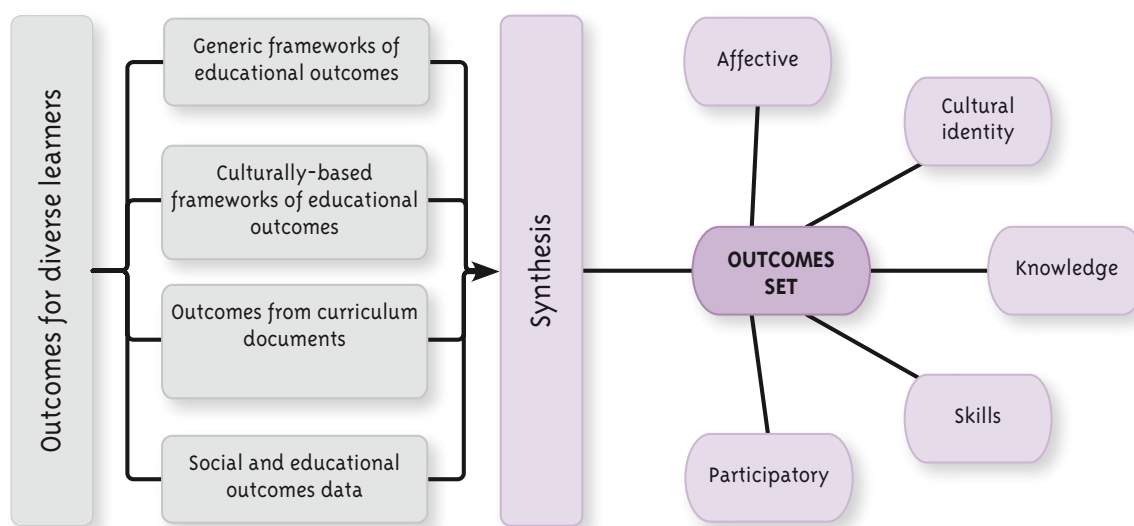 Outcomes for diverse learners
Generic frameworks of
educational outcomes
Culturally-based
frameworks of educational
outcomes
Outcomes from curriculum
documents
Social and educational
outcomes data
Synthesis
OUTCOMES
SET
Affective
Cultural
identity
Knowledge
Skills
Participatory